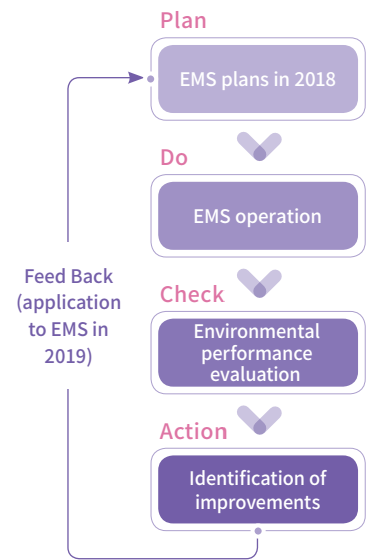 Plan
EMS plans in 2018
Do
EMS operation
Check
Environmental
performance
evaluation
Action
Identification of
improvements
Feed Back
(application
to EMS in
2019)